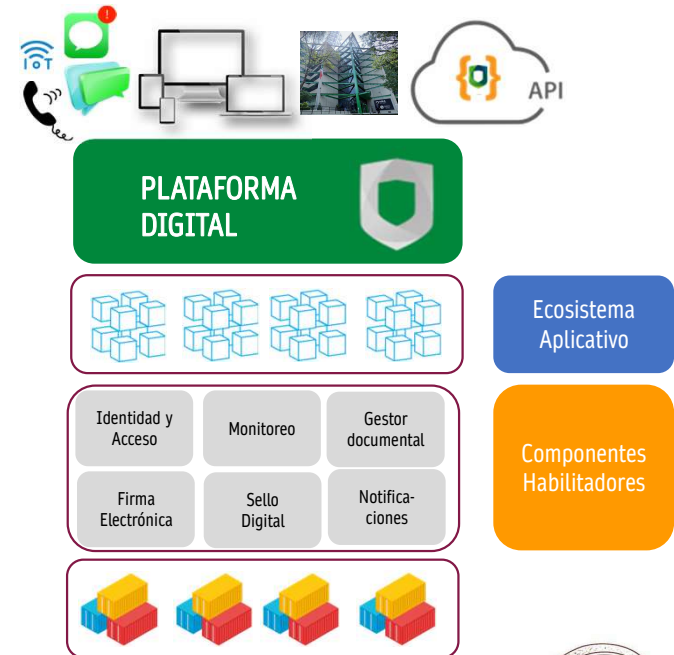 !
IoT
API
PLATAFORMA
DIGITAL
Ecosistema
Aplicativo
Identidad y
Acceso
Monitoreo
Gestor
documental
Componentes
Habilitadores
Firma
Electrónica
Sello
Digital
Notifica-
ciones